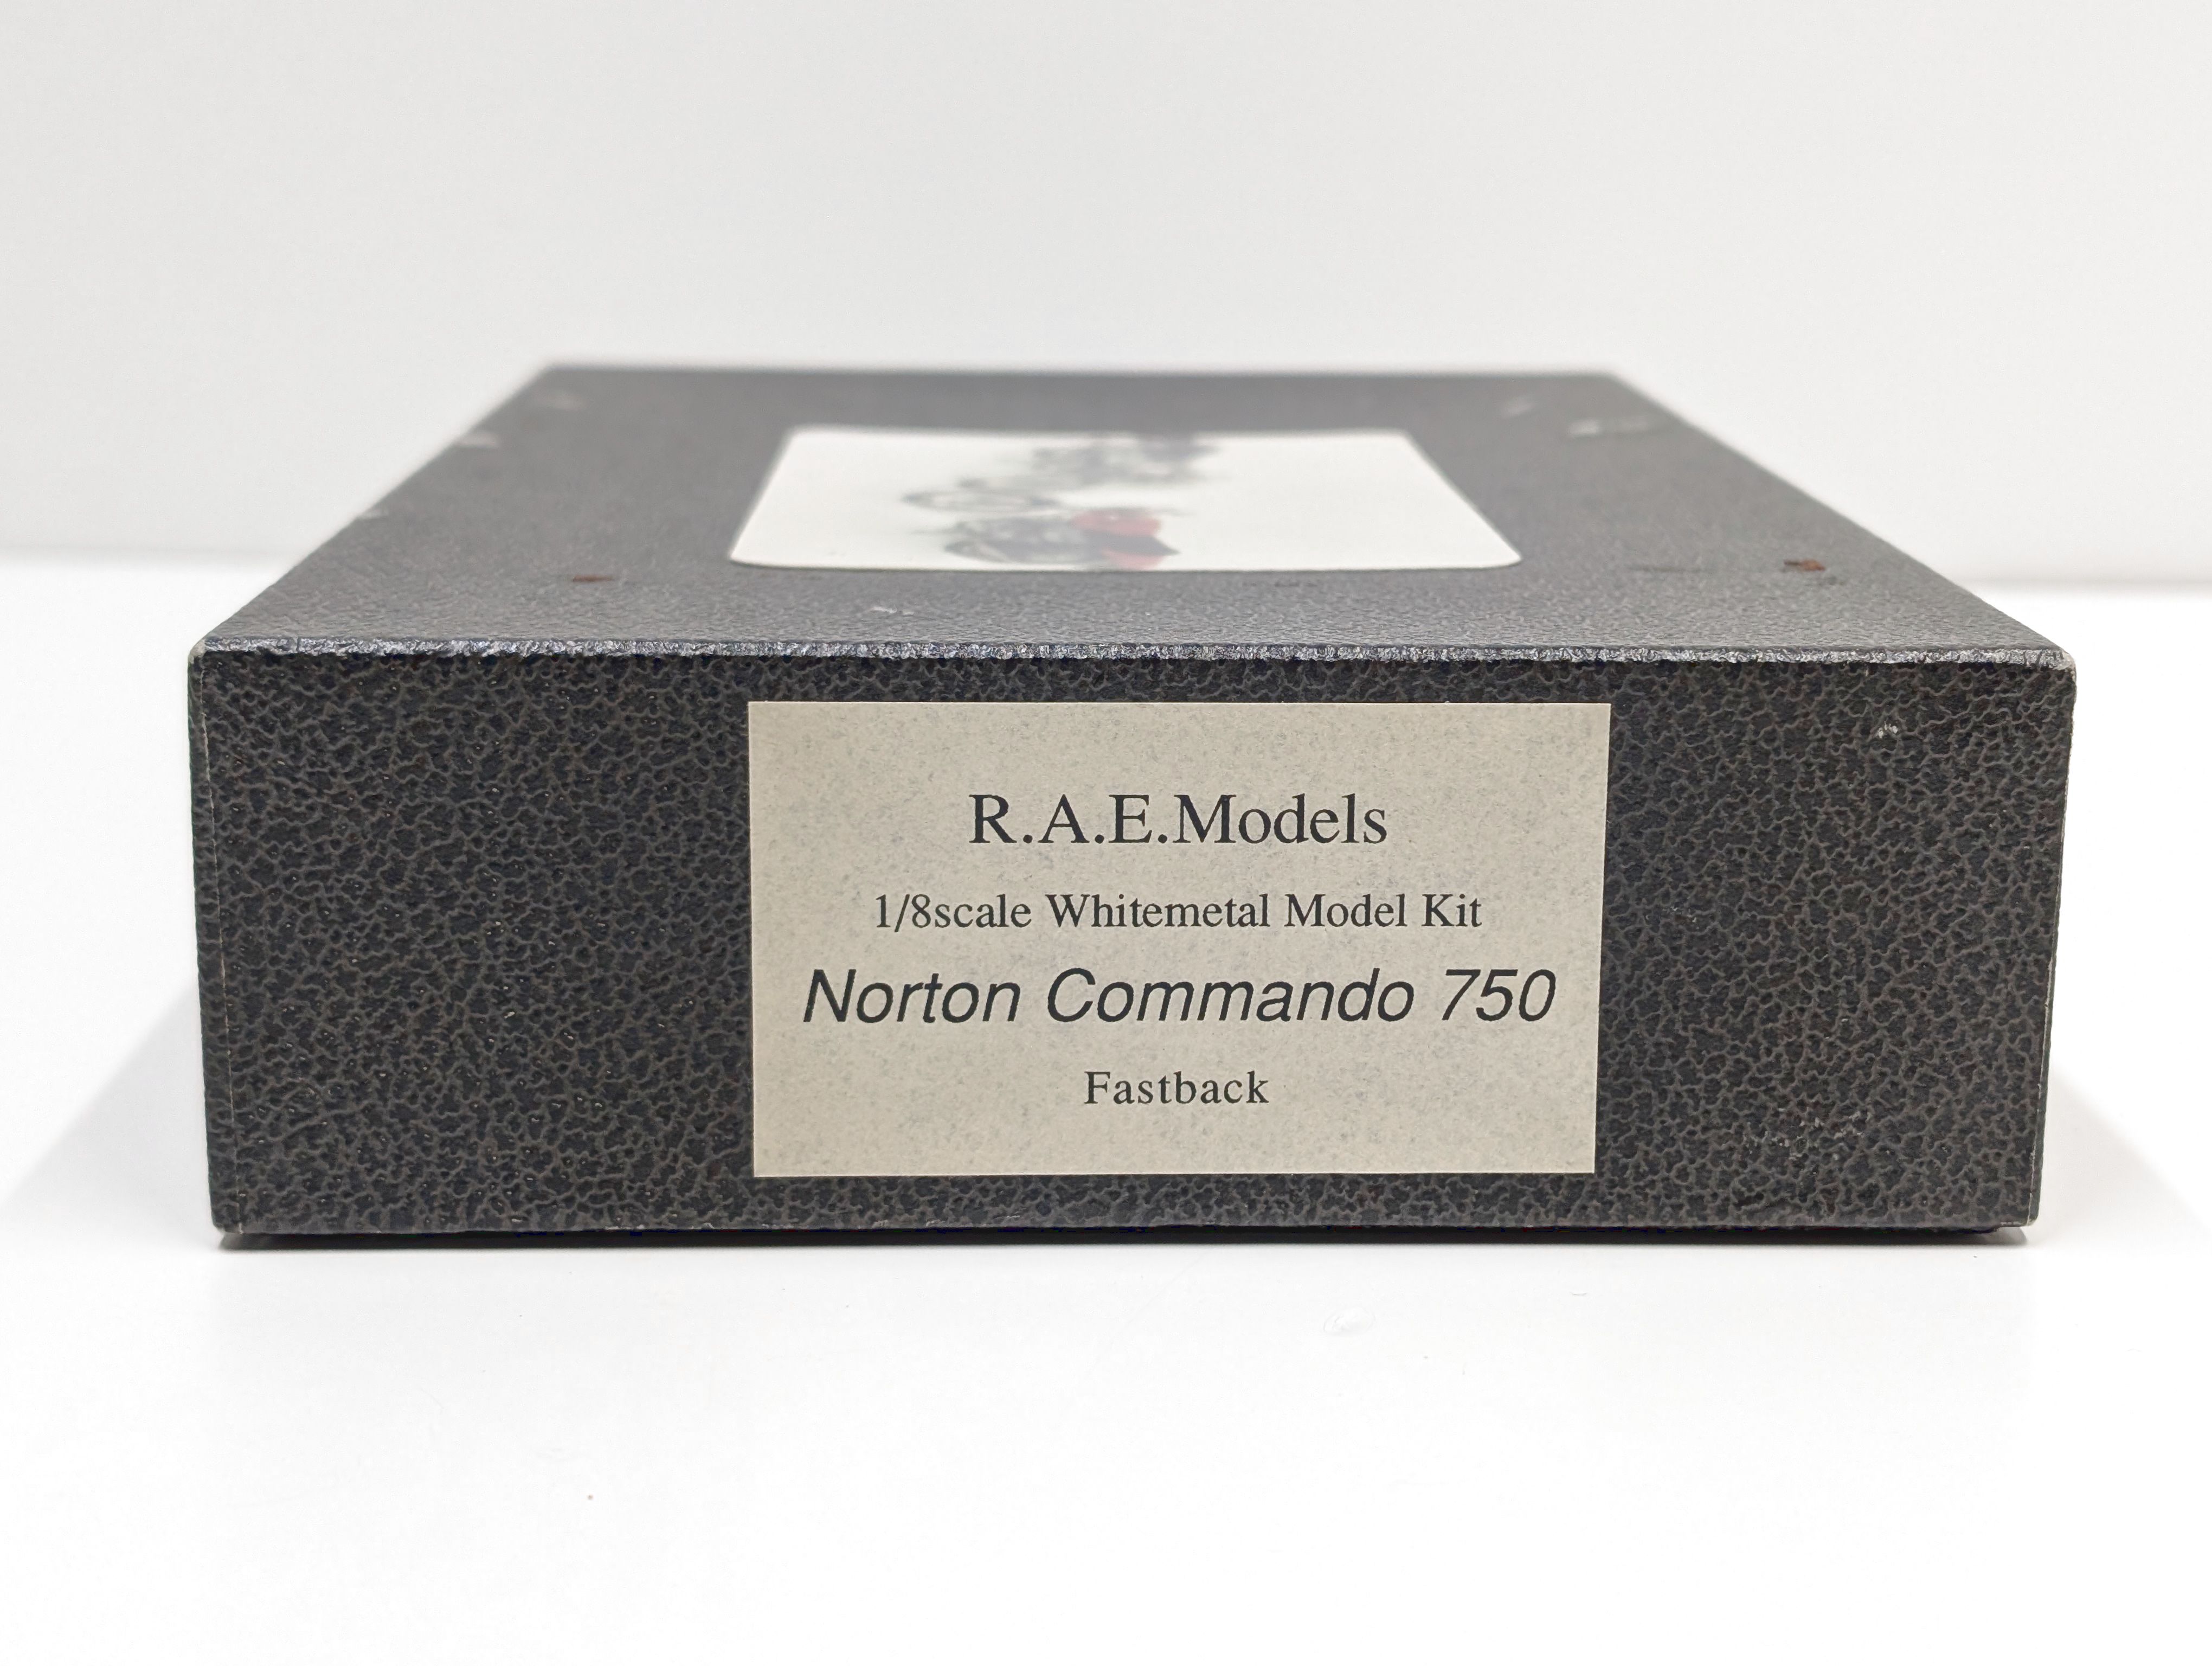 R.A.E.Models
1/8scale Whitemetal Model Kit
Norton Commando 750
Fastback